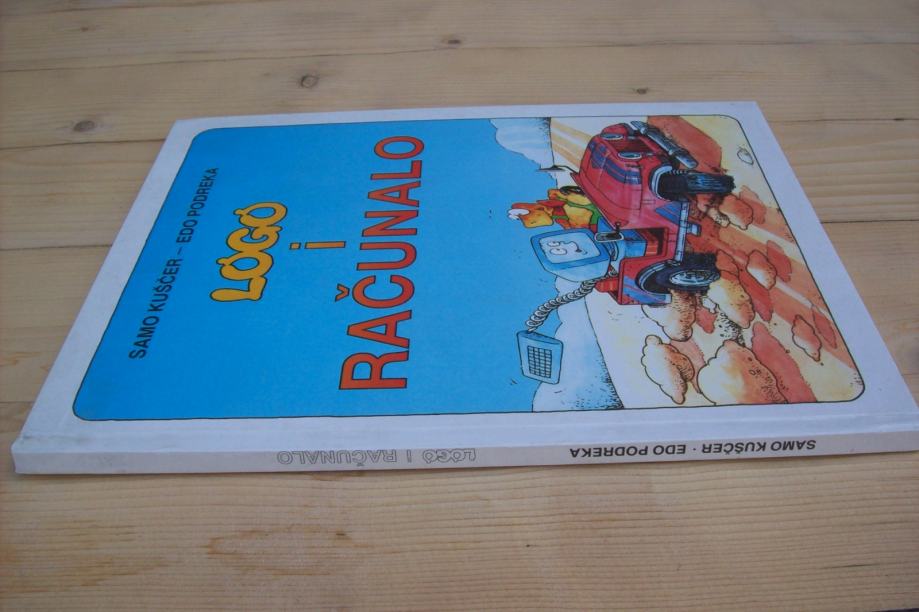 SAMO KUŠČER – EDO PODREKA
LOGO
i
RAČUNALO
LOGO I RAČUNALO
SAMO KUŠČER · EDO PODREKA